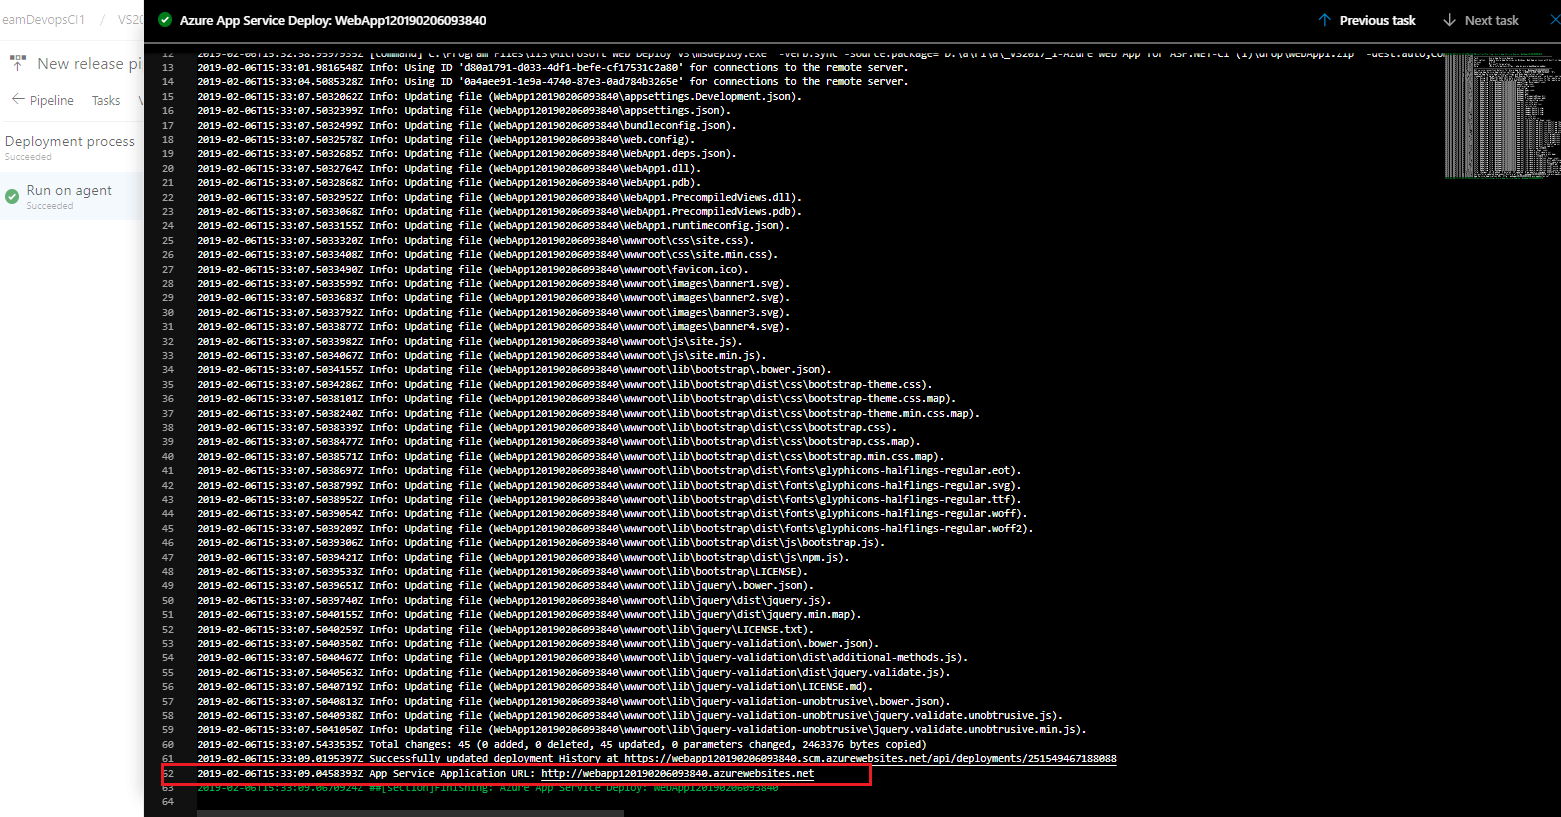 eamDevopsCI1 / VS20
New release pi
Pipeline Tasks
Deployment process
Succeeded
Run on agent
Succeeded
Azure App Service Deploy: WebApp120190206093840
Previous task Next task
13 2019-02-06T15:33:01.9816548Z Info: Using ID 'd80a1791-d033-4df1-befe-cf17531c2a80' for connections to the remote server.
14 2019-02-06T15:33:04.5085328Z Info: Using ID '0a4aee91-1e9a-4740-87e3-0ad784b3265e' for connections to the remote server.
15 2019-02-06T15:33:07.5032062Z Info: Updating file (WebApp120190206093840\appsettings.Development.json).
16 2019-02-06T15:33:07.5032399Z Info: Updating file (WebApp120190206093840\appsettings.json).
17 2019-02-06T15:33:07.5032499Z Info: Updating file (WebApp120190206093840\bundleconfig.json).
18 2019-02-06T15:33:07.5032578Z Info: Updating file (WebApp120190206093840\web.config).
19 2019-02-06T15:33:07.5032685Z Info: Updating file (WebApp120190206093840\WebApp1.deps.json).
20 2019-02-06T15:33:07.5032764Z Info: Updating file (WebApp120190206093840\WebApp1.dll).
21 2019-02-06T15:33:07.5032868Z Info: Updating file (WebApp120190206093840\WebApp1.pdb).
22 2019-02-06T15:33:07.5032952Z Info: Updating file (WebApp120190206093840\WebApp1.PrecompiledViews.dll).
23 2019-02-06T15:33:07.5033068Z Info: Updating file (WebApp120190206093840\WebApp1.PrecompiledViews.pdb).
24 2019-02-06T15:33:07.5033155Z Info: Updating file (WebApp120190206093840\WebApp1.runtimeconfig.json).
25 2019-02-06T15:33:07.5033320Z Info: Updating file (WebApp120190206093840\wwwroot\css\site.css).
26 2019-02-06T15:33:07.5033408Z Info: Updating file (WebApp120190206093840\wwwroot\css\site.min.css).
27 2019-02-06T15:33:07.5033490Z Info: Updating file (WebApp120190206093840\wwwroot\favicon.ico).
28 2019-02-06T15:33:07.5033599Z Info: Updating file (WebApp120190206093840\wwwroot\images\banner1.svg).
29 2019-02-06T15:33:07.5033683Z Info: Updating file (WebApp120190206093840\wwwroot\images\banner2.svg).
30 2019-02-06T15:33:07.5033792Z Info: Updating file (WebApp120190206093840\wwwroot\images\banner3.svg).
31 2019-02-06T15:33:07.5033877Z Info: Updating file (WebApp120190206093840\wwwroot\images\banner4.svg).
32 2019-02-06T15:33:07.5033982Z Info: Updating file (WebApp120190206093840\wwwroot\js\site.js).
33 2019-02-06T15:33:07.5034067Z Info: Updating file (WebApp120190206093840\wwwroot\js\site.min.js).
34 2019-02-06T15:33:07.5034155Z Info: Updating file (WebApp120190206093840\wwwroot\lib\bootstrap\.bower.json).
35 2019-02-06T15:33:07.5034286Z Info: Updating file (WebApp120190206093840\wwwroot\lib\bootstrap\dist\css\bootstrap-theme.css).
36 2019-02-06T15:33:07.5038101Z Info: Updating file (WebApp120190206093840\wwwroot\lib\bootstrap\dist\css\bootstrap-theme.css.map).
37 2019-02-06T15:33:07.5038240Z Info: Updating file (WebApp120190206093840\wwwroot\lib\bootstrap\dist\css\bootstrap-theme.min.css.map).
38 2019-02-06T15:33:07.5038339Z Info: Updating file (WebApp120190206093840\wwwroot\lib\bootstrap\dist\css\bootstrap.css).
39 2019-02-06T15:33:07.5038477Z Info: Updating file (WebApp120190206093840\wwwroot\lib\bootstrap\dist\css\bootstrap.css.map).
40 2019-02-06T15:33:07.5038571Z Info: Updating file (WebApp120190206093840\wwwroot\lib\bootstrap\dist\css\bootstrap.min.css.map).
41 2019-02-06T15:33:07.5038697Z Info: Updating file (WebApp120190206093840\wwwroot\lib\bootstrap\dist\fonts\glyphicons-halflings-regular.eot).
42 2019-02-06T15:33:07.5038799Z Info: Updating file (WebApp120190206093840\wwwroot\lib\bootstrap\dist\fonts\glyphicons-halflings-regular.svg).
43 2019-02-06T15:33:07.5038952Z Info: Updating file (WebApp120190206093840\wwwroot\lib\bootstrap\dist\fonts\glyphicons-halflings-regular.ttf).
44 2019-02-06T15:33:07.5039054Z Info: Updating file (WebApp120190206093840\wwwroot\lib\bootstrap\dist\fonts\glyphicons-halflings-regular.woff).
45 2019-02-06T15:33:07.5039209Z Info: Updating file (WebApp120190206093840\wwwroot\lib\bootstrap\dist\fonts\glyphicons-halflings-regular.woff2).
46 2019-02-06T15:33:07.5039306Z Info: Updating file (WebApp120190206093840\wwwroot\lib\bootstrap\dist\js\bootstrap.js).
47 2019-02-06T15:33:07.5039421Z Info: Updating file (WebApp120190206093840\wwwroot\lib\bootstrap\dist\js\npm.js).
48 2019-02-06T15:33:07.5039533Z Info: Updating file (WebApp120190206093840\wwwroot\lib\bootstrap\LICENSE).
49 2019-02-06T15:33:07.5039651Z Info: Updating file (WebApp120190206093840\wwwroot\lib\jquery\.bower.json).
50 2019-02-06T15:33:07.5039740Z Info: Updating file (WebApp120190206093840\wwwroot\lib\jquery\dist\jquery.js).
51 2019-02-06T15:33:07.5040155Z Info: Updating file (WebApp120190206093840\wwwroot\lib\jquery\dist\jquery.min.map).
52 2019-02-06T15:33:07.5040259Z Info: Updating file (WebApp120190206093840\wwwroot\lib\jquery\LICENSE.txt).
53 2019-02-06T15:33:07.5040350Z Info: Updating file (WebApp120190206093840\wwwroot\lib\jquery-validation\.bower.json).
54 2019-02-06T15:33:07.5040467Z Info: Updating file (WebApp120190206093840\wwwroot\lib\jquery-validation\dist\additional-methods.js).
55 2019-02-06T15:33:07.5040563Z Info: Updating file (WebApp120190206093840\wwwroot\lib\jquery-validation\dist\jquery.validate.js).
56 2019-02-06T15:33:07.5040719Z Info: Updating file (WebApp120190206093840\wwwroot\lib\jquery-validation\LICENSE.md).
57 2019-02-06T15:33:07.5040813Z Info: Updating file (WebApp120190206093840\wwwroot\lib\jquery-validation-unobtrusive\.bower.json).
58 2019-02-06T15:33:07.5040938Z Info: Updating file (WebApp120190206093840\wwwroot\lib\jquery-validation-unobtrusive\jquery.validate.unobtrusive.js).
59 2019-02-06T15:33:07.5041050Z Info: Updating file (WebApp120190206093840\wwwroot\lib\jquery-validation-unobtrusive\jquery.validate.unobtrusive.min.js).
60 2019-02-06T15:33:07.5433535Z Total changes: 45 (0 added, 0 deleted, 45 updated, 0 parameters changed, 2463376 bytes copied)
61 2019-02-06T15:33:09.0195397Z Successfully updated deployment History at https://webapp120190206093840.scm.azurewebsites.net/api/deployments/251549467188088
62 2019-02-06T15:33:09.0458393Z App Service Application URL: http://webapp120190206093840.azurewebsites.net
63 2019-02-06T15:33:09.0670924Z ##[section]Finishing: Azure App Service Deploy: WebApp120190206093840
64